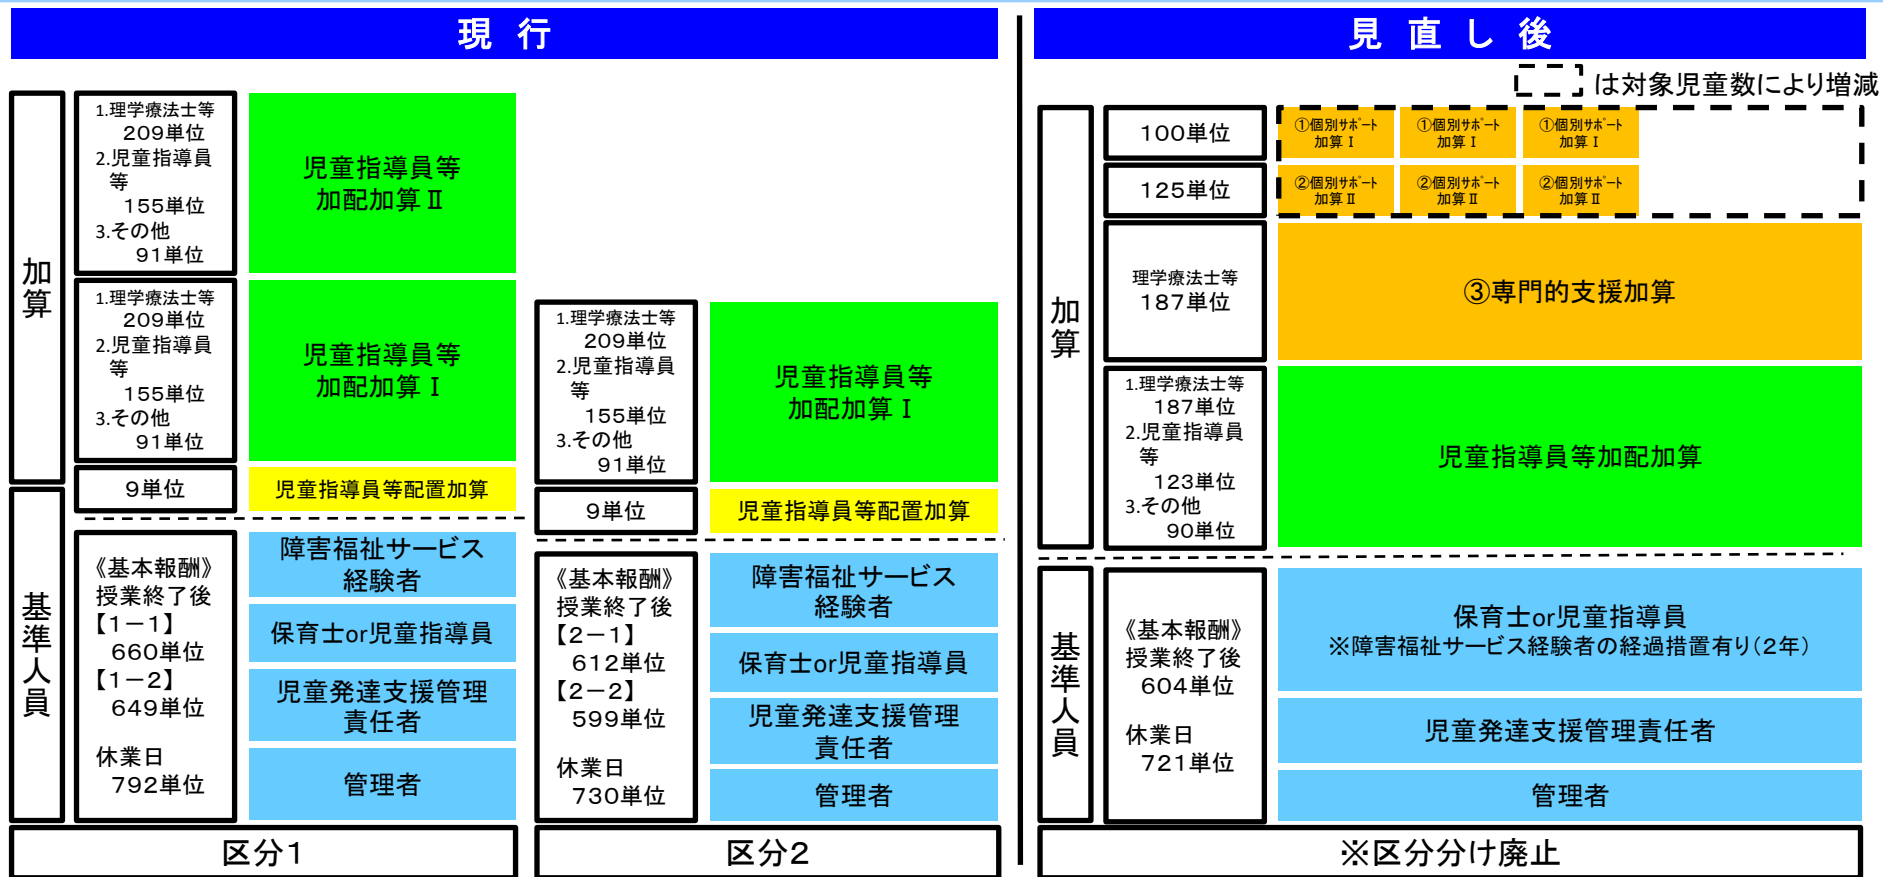 現 行
加算
1.理学療法士等
209単位
2.児童指導員
等
155単位
3.その他
91単位
児童指導員等
加配加算Ⅱ
1.理学療法士等
209単位
2.児童指導員
等
155単位
3.その他
91単位
児童指導員等
加配加算Ⅰ
9単位
児童指導員等配置加算
基準人員
《基本報酬》
授業終了後
【1－1】
660単位
【1－2】
649単位
休業日
792単位
障害福祉サービス
経験者
保育士or児童指導員
児童発達支援管理
責任者
管理者
区分1
1.理学療法士等
209単位
2.児童指導員
等
155単位
3.その他
91単位
児童指導員等
加配加算Ⅰ
9単位
児童指導員等配置加算
《基本報酬》
授業終了後
【2－1】
612単位
【2－2】
599単位
休業日
730単位
障害福祉サービス
経験者
保育士or児童指導員
児童発達支援管理
責任者
管理者
区分2
見 直 し 後
は対象児童数により増減
加算
100単位
①個別サポート
加算Ⅰ
①個別サポート
加算Ⅰ
①個別サポート
加算Ⅰ
125単位
②個別サポート
加算Ⅱ
②個別サポート
加算Ⅱ
②個別サポート
加算Ⅱ
理学療法士等
187単位
③専門的支援加算
1.理学療法士等
187単位
2.児童指導員
等
123単位
3.その他
90単位
児童指導員等加配加算
基準人員
《基本報酬》
授業終了後
604単位
休業日
721単位
保育士or児童指導員
※障害福祉サービス経験者の経過措置有り(2年)
児童発達支援管理責任者
管理者
※区分分け廃止